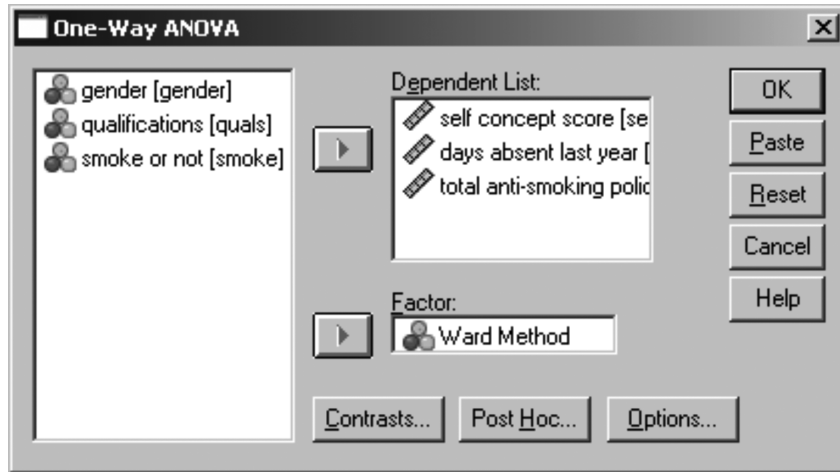 One-Way ANOVA
gender [gender]
qualifications [quals]
smoke or not [smoke]
Dependent List:
self concept score [se
days absent last year [
total anti-smoking polic
Factor:
Ward Method
Contrasts...
Post Hoc...
Options...
OK
Paste
Reset
Cancel
Help